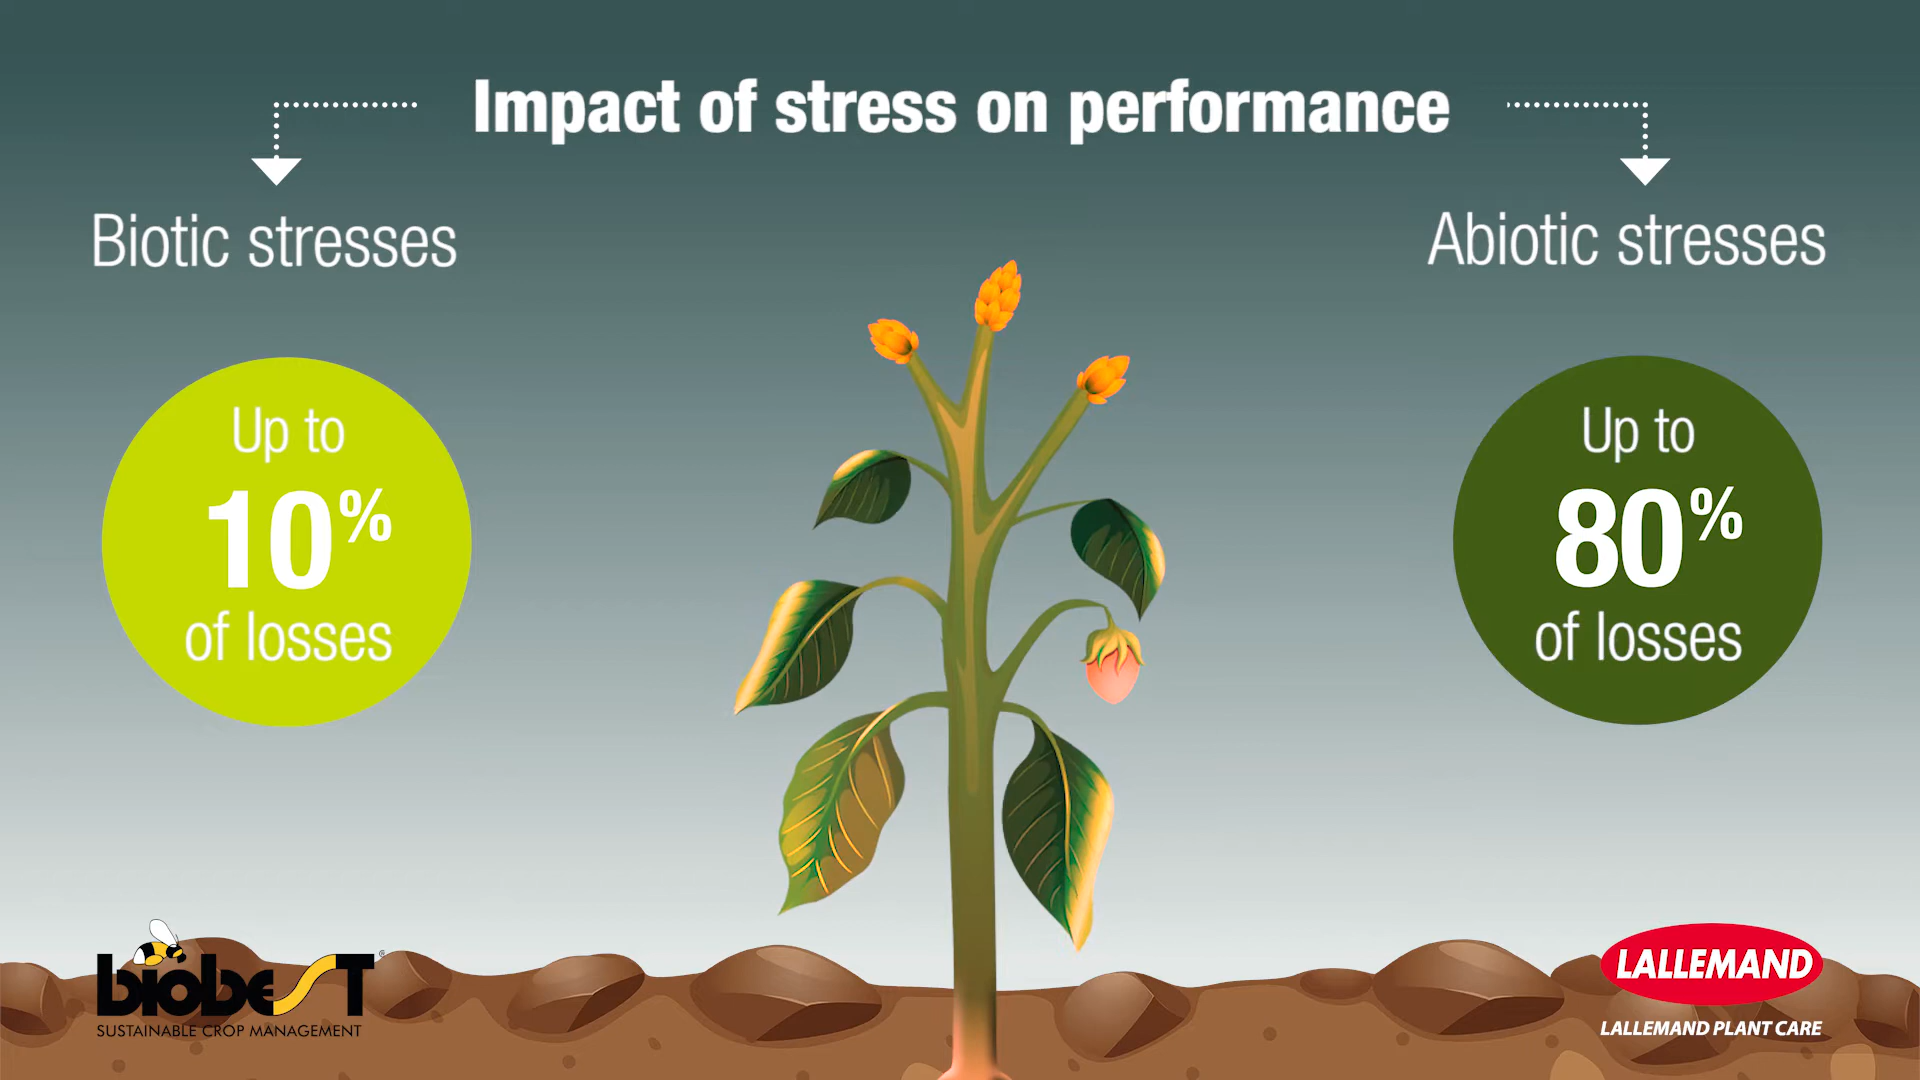 Impact of stress on performance
Biotic stresses
Up to
10%
of losses
Abiotic stresses
Up to
80%
of losses
biobesT®
SUSTAINABLE CROP MANAGEMENT
LALLEMAND
LALLEMAND PLANT CARE